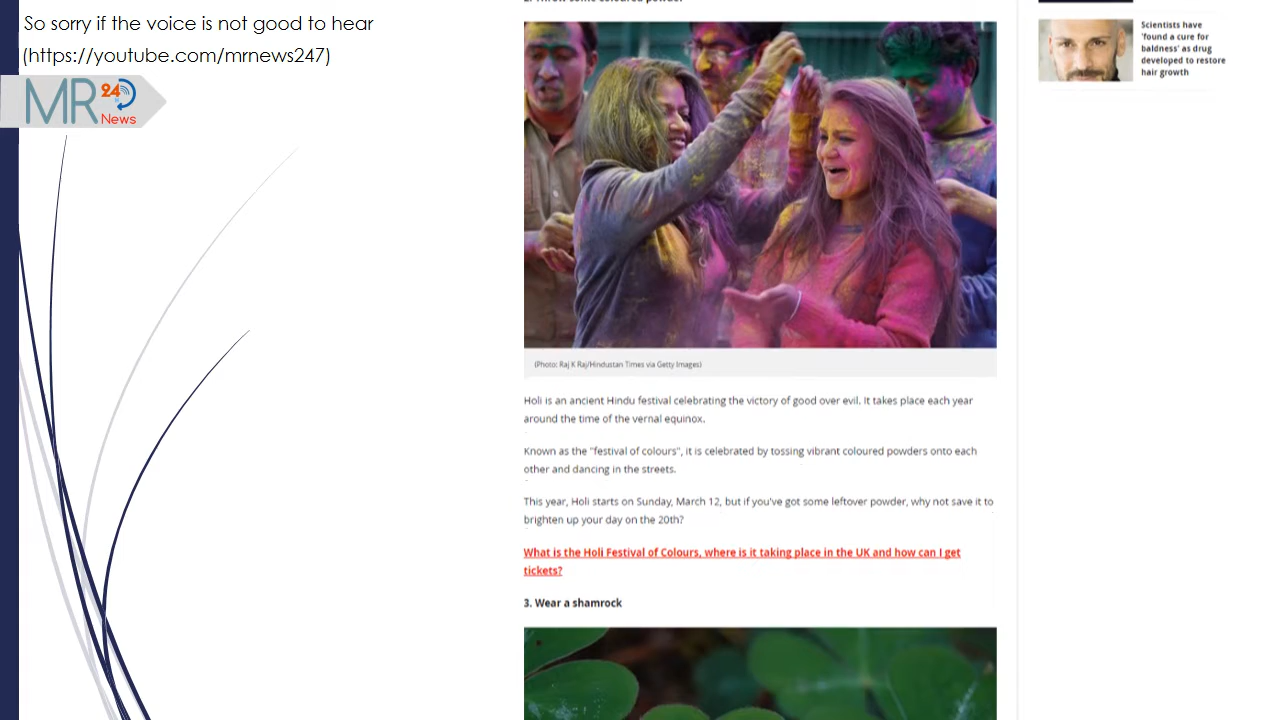 So sorry if the voice is not good to hear
(https://youtube.com/mrnews247)
MR
24
News
2. Throw some coloured powder
(Photo: Raj K Raj/Hindustan Times via Getty Images)
Holi is an ancient Hindu festival celebrating the victory of good over evil. It takes place each year
around the time of the vernal equinox.
Known as the "festival of colours", it is celebrated by tossing vibrant coloured powders onto each
other and dancing in the streets.
This year, Holi starts on Sunday, March 12, but if you've got some leftover powder, why not save it to
brighten up your day on the 20th?
What is the Holi Festival of Colours, where is it taking place in the UK and how can I get
tickets?
3. Wear a shamrock
Scientists have
'found a cure for
baldness' as drug
developed to restore
hair growth